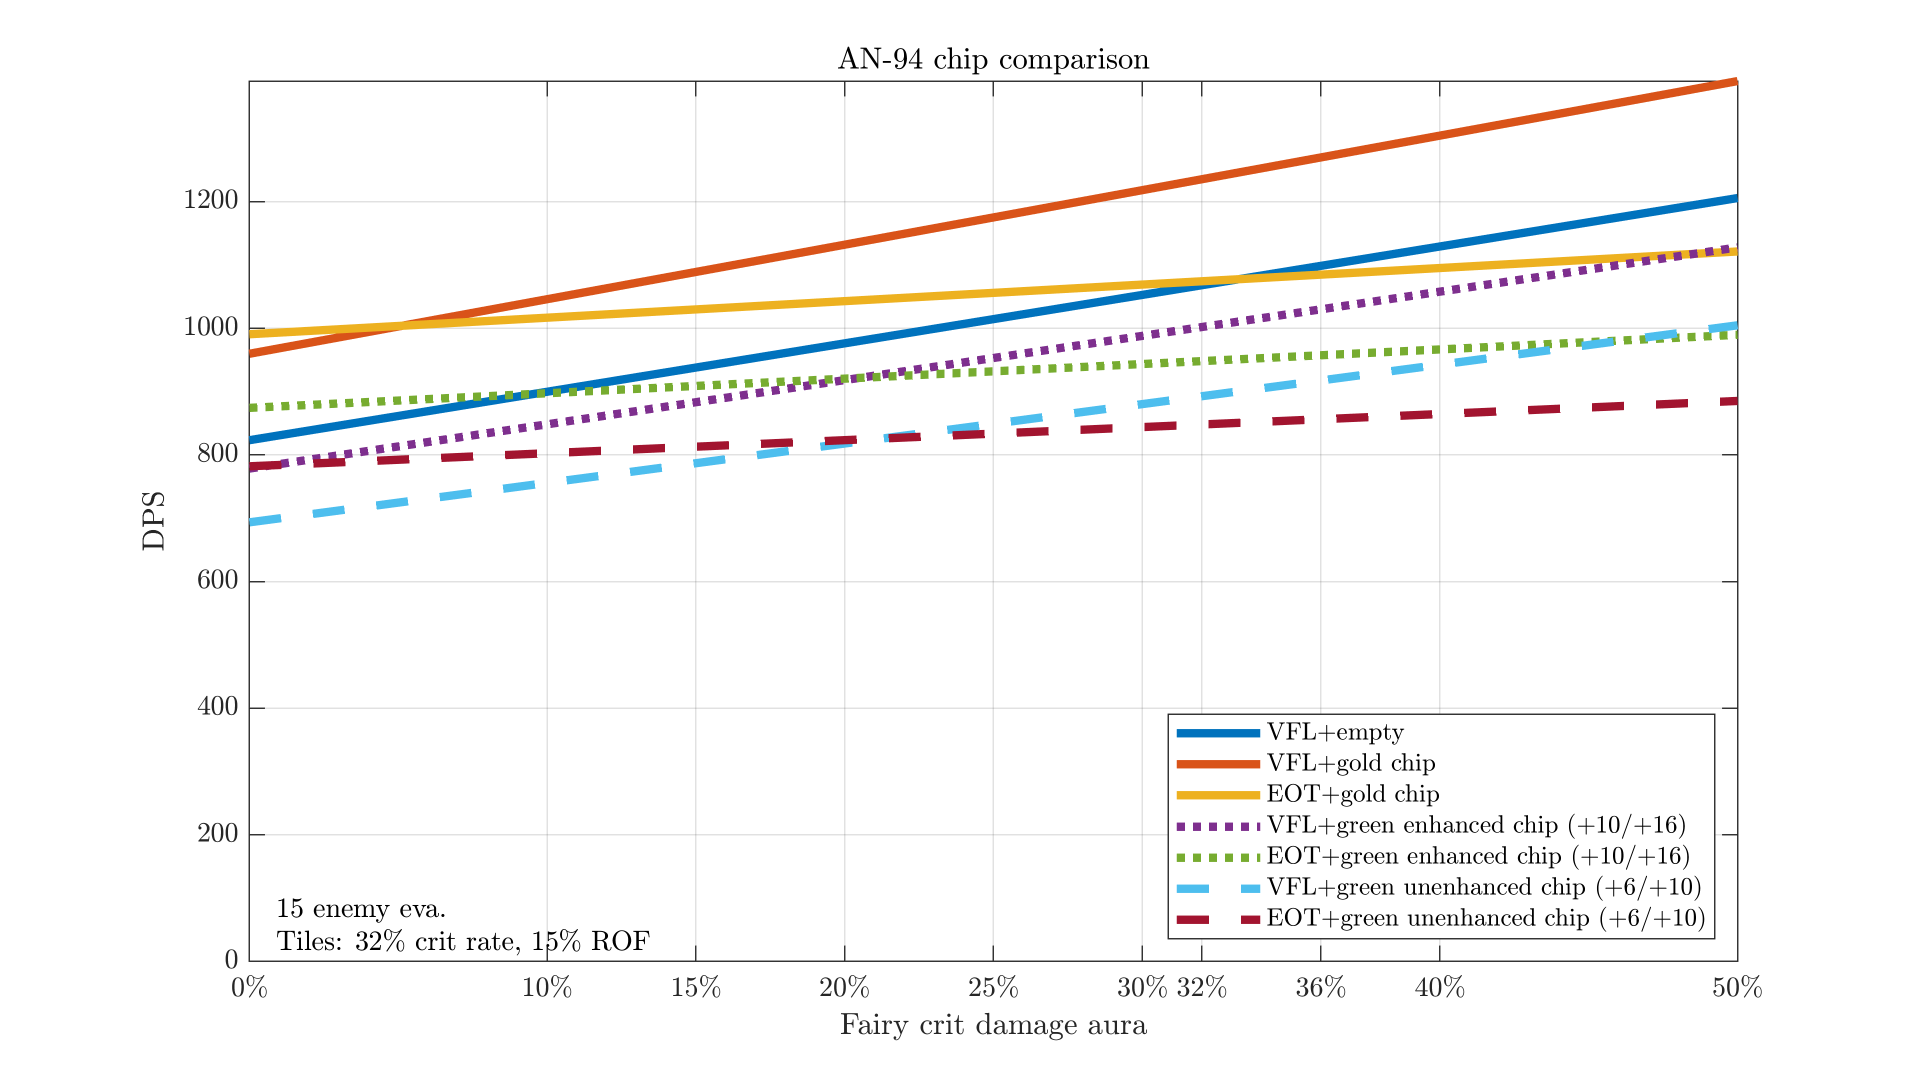 AN-94 chip comparison
1200
1000
800
600
400
200
0
DPS
VFL+empty
VFL+gold chip
EOT+gold chip
VFL+green enhanced chip (+10/+16)
EOT+green enhanced chip (+10/+16)
VFL+green unenhanced chip (+6/+10)
EOT+green unenhanced chip (+6/+10)
15 enemy eva.
Tiles: 32% crit rate, 15% ROF
0% 10% 15% 20% 25% 30% 32% 36% 40% 50%
Fairy crit damage aura